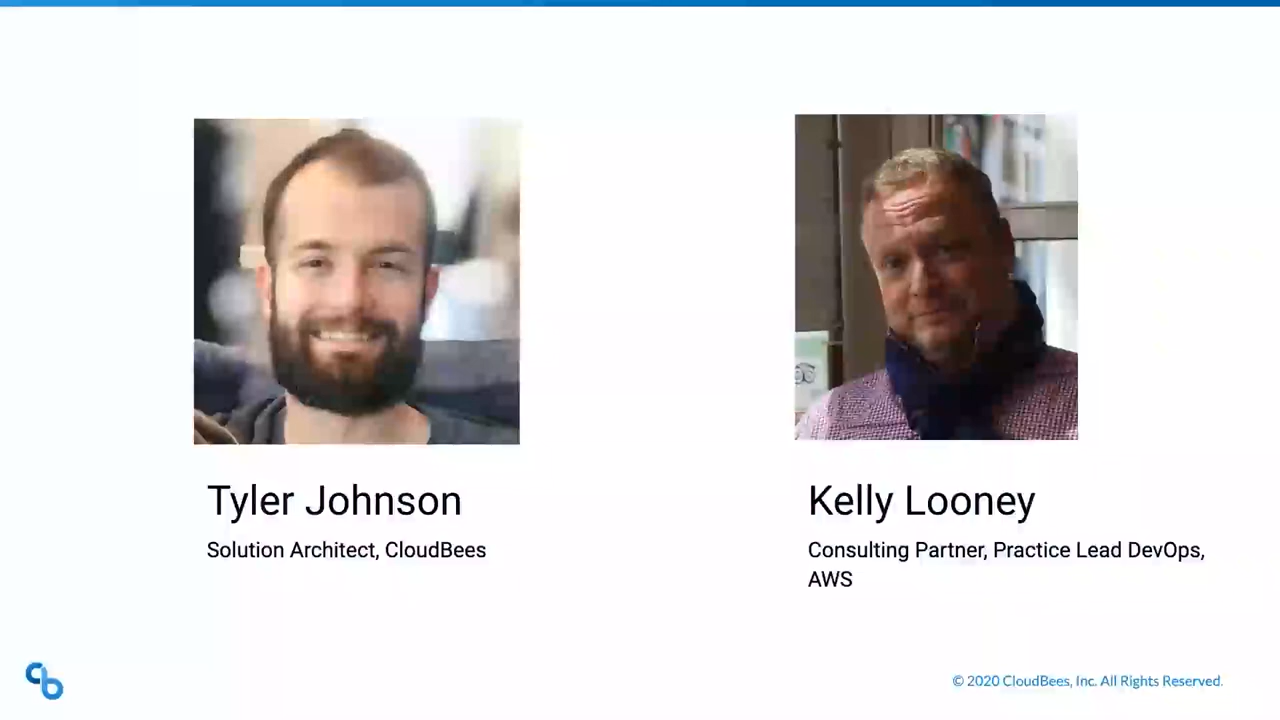 Tyler Johnson
Solution Architect, CloudBees
Kelly Looney
Consulting Partner, Practice Lead DevOps,
AWS
© 2020 CloudBees, Inc. All Rights Reserved.